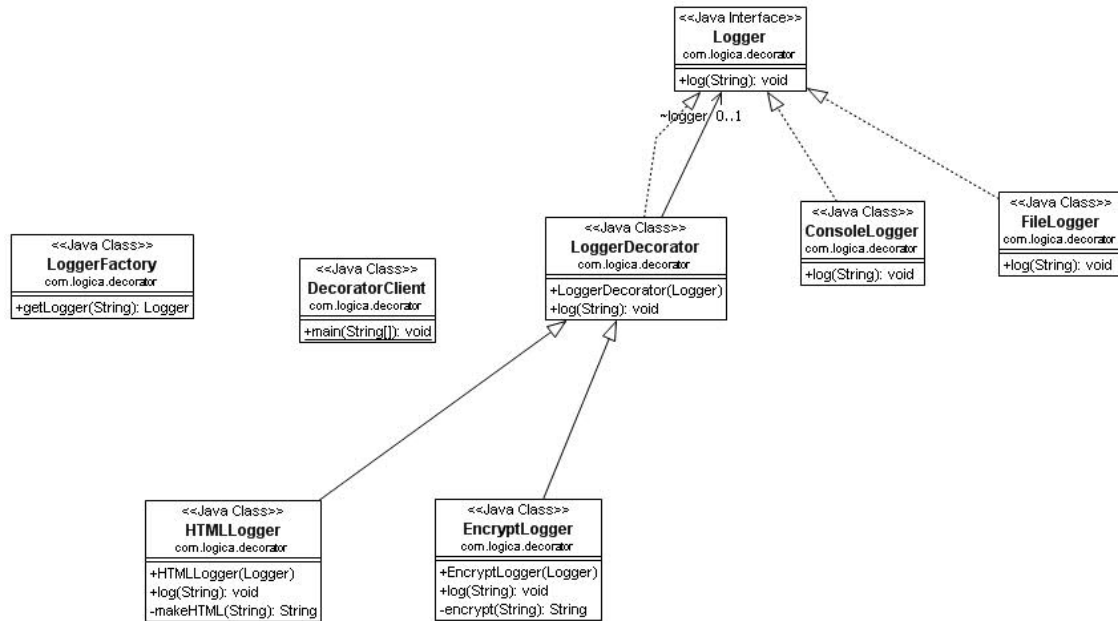 <<Java Interface>>
Logger
com.logica.decorator
+log(String): void
~logger 0..1
<<Java Class>>
LoggerFactory
com.logica.decorator
+getLogger(String): Logger
<<Java Class>>
DecoratorClient
com.logica.decorator
+main(String[]): void
<<Java Class>>
LoggerDecorator
com.logica.decorator
+LoggerDecorator(Logger)
+log(String): void
<<Java Class>>
ConsoleLogger
com.logica.decorator
+log(String): void
<<Java Class>>
FileLogger
com.logica.decorator
+log(String): void
<<Java Class>>
HTMLLogger
com.logica.decorator
+HTMLLogger(Logger)
+log(String): void
-makeHTML(String): String
<<Java Class>>
EncryptLogger
com.logica.decorator
+EncryptLogger(Logger)
+log(String): void
-encrypt(String): String